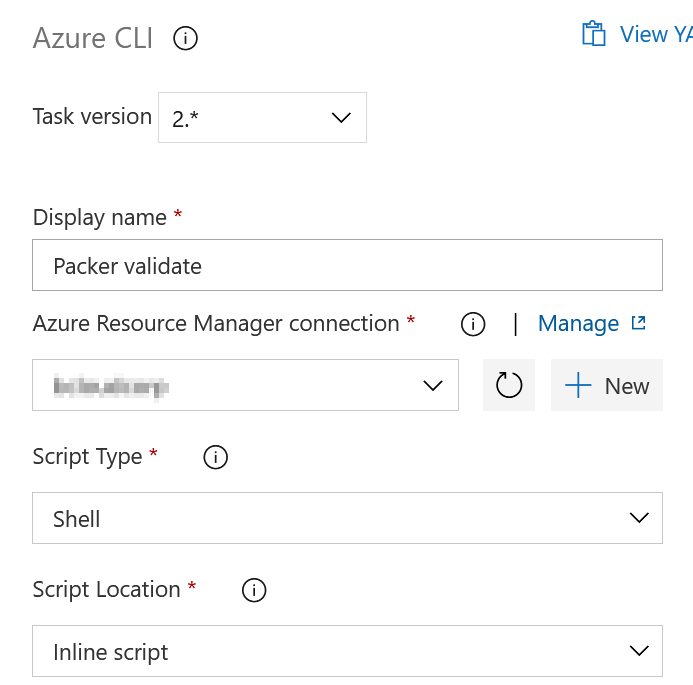 Azure CLI
View YA
Task version 2.*
Display name *
Packer validate
Azure Resource Manager connection * | Manage
New
Script Type *
Shell
Script Location *
Inline script